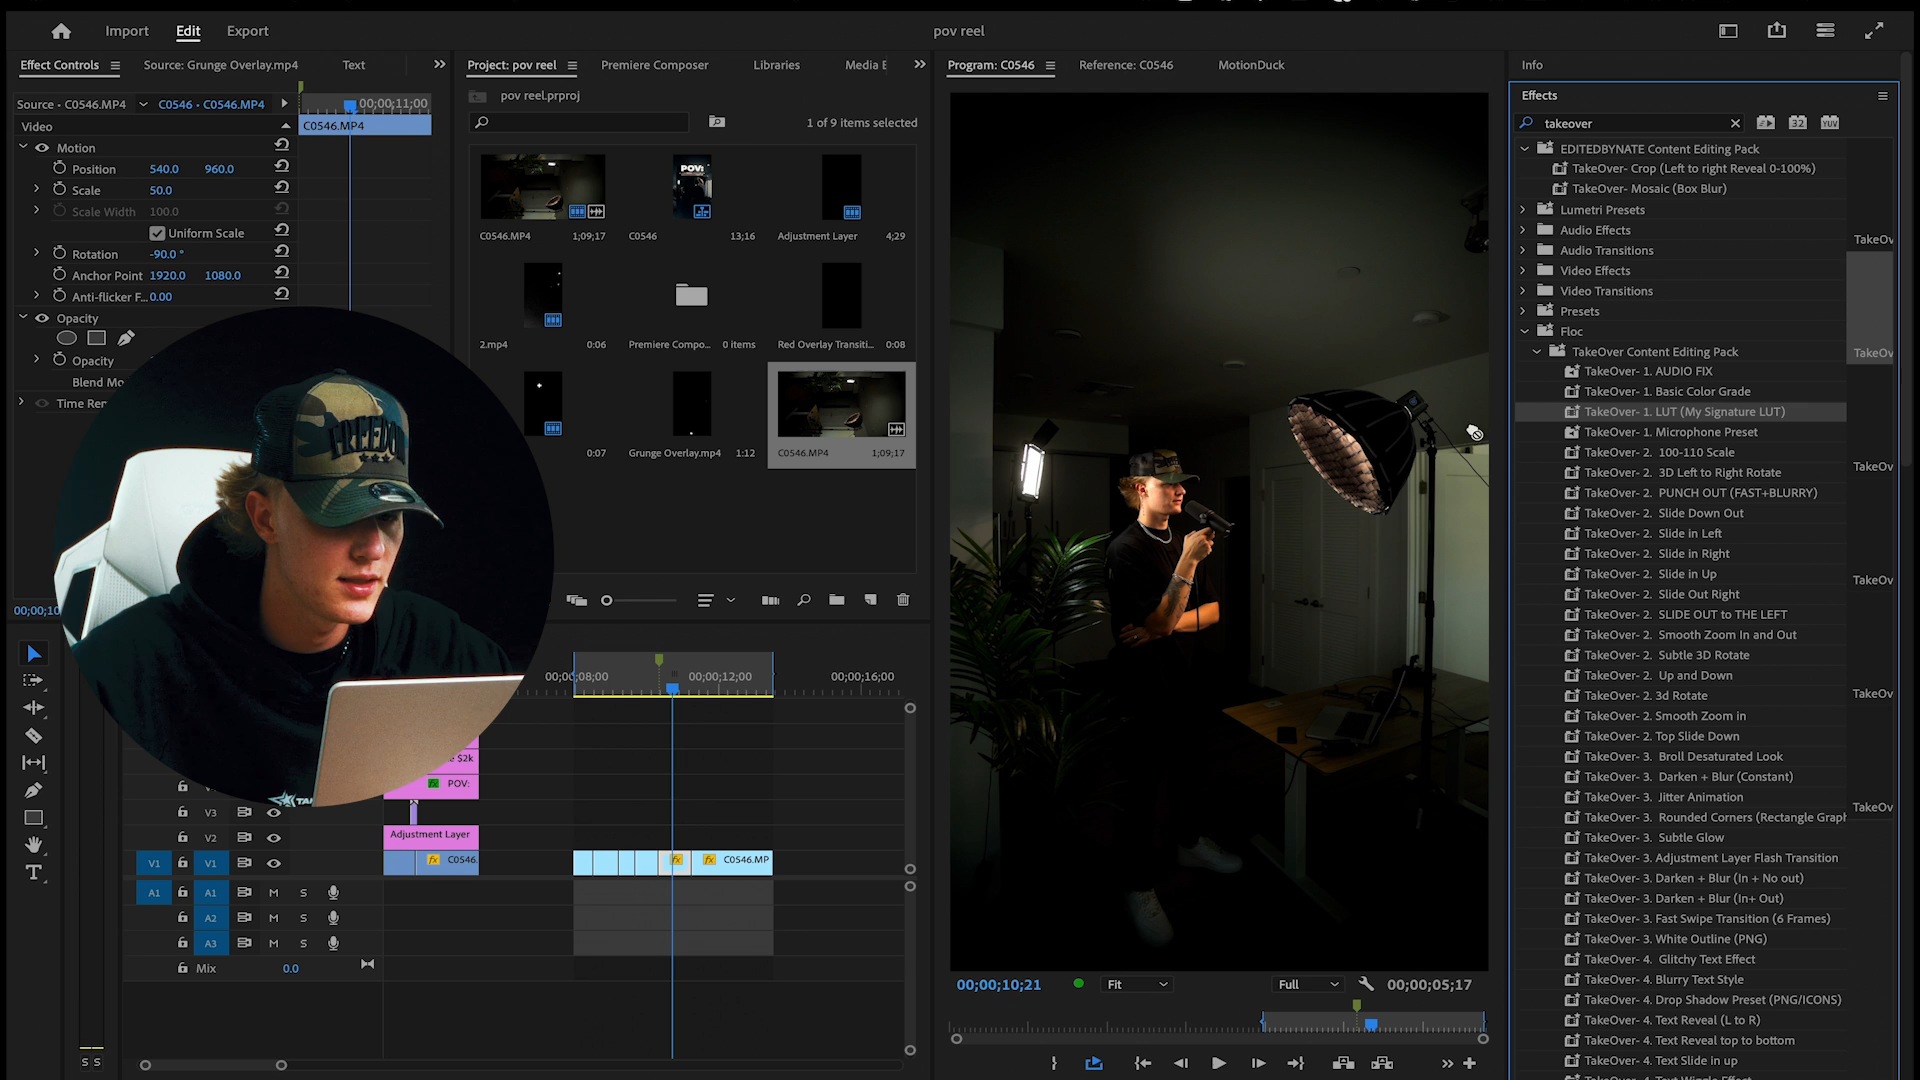 Import
Edit
Export
pov reel
Effect Controls
Source: Grunge Overlay.mp4
Text
Source • C0546.MP4
C0546 • C0546.MP4
00;00;11;00
Video
C0546.MP4
Motion
Position 540.0 960.0
Scale 50.0
Scale Width 100.0
Uniform Scale
Rotation -90.0 °
Anchor Point 1920.0 1080.0
Anti-flicker F... 0.00
Opacity
Opacity
Blend Mo
Time Rer
00;00;10
FREEDOM
Project: pov reel
Premiere Composer
Libraries
Media E
pov reel.prproj
1 of 9 items selected
POV:
C0546.MP4 1;09;17
C0546 13;16
Adjustment Layer 4;29
2.mp4 0:06
Premiere Compo... 0 items
Red Overlay Transiti... 0:08
0:07
Grunge Overlay.mp4 1:12
C0546.MP4 1;09;17
Program: C0546
Reference: C0546
MotionDuck
00;00;10;21
Fit
Full
00;00;05;17
00;00;08;00
00;00;12;00
00;00;16;00
e $2k
POV:
V3
V2
Adjustment Layer
V1 V1
C0546.
C0546.MP
A1 A1 M S
A2 M S
A3 M S
Mix 0.0
S S
Info
Effects
takeover
32
YUV
EDITEDBYNATE Content Editing Pack
TakeOver- Crop (Left to right Reveal 0-100%)
TakeOver- Mosaic (Box Blur)
Lumetri Presets
Audio Effects
Audio Transitions
Video Effects
Video Transitions
Presets
Floc
TakeOver Content Editing Pack
TakeOver- 1. AUDIO FIX
TakeOver- 1. Basic Color Grade
TakeOver- 1. LUT (My Signature LUT)
TakeOver- 1. Microphone Preset
TakeOver- 2. 100-110 Scale
TakeOver- 2. 3D Left to Right Rotate
TakeOver- 2. PUNCH OUT (FAST+BLURRY)
TakeOver- 2. Slide Down Out
TakeOver- 2. Slide in Left
TakeOver- 2. Slide in Right
TakeOver- 2. Slide in Up
TakeOver- 2. Slide Out Right
TakeOver- 2. SLIDE OUT to THE LEFT
TakeOver- 2. Smooth Zoom In and Out
TakeOver- 2. Subtle 3D Rotate
TakeOver- 2. Up and Down
TakeOver- 2. 3d Rotate
TakeOver- 2. Smooth Zoom in
TakeOver- 2. Top Slide Down
TakeOver- 3. Broll Desaturated Look
TakeOver- 3. Darken + Blur (Constant)
TakeOver- 3. Jitter Animation
TakeOver- 3. Rounded Corners (Rectangle Graph
TakeOver- 3. Subtle Glow
TakeOver- 3. Adjustment Layer Flash Transition
TakeOver- 3. Darken + Blur (In + No out)
TakeOver- 3. Darken + Blur (In+ Out)
TakeOver- 3. Fast Swipe Transition (6 Frames)
TakeOver- 3. White Outline (PNG)
TakeOver- 4. Glitchy Text Effect
TakeOver- 4. Blurry Text Style
TakeOver- 4. Drop Shadow Preset (PNG/ICONS)
TakeOver- 4. Text Reveal (L to R)
TakeOver- 4. Text Reveal top to bottom
TakeOver- 4. Text Slide in up
TakeOver- 4. Text Wiggle Effect
TakeOv
TakeOv
TakeOv
TakeOv
TakeOv
TakeOv